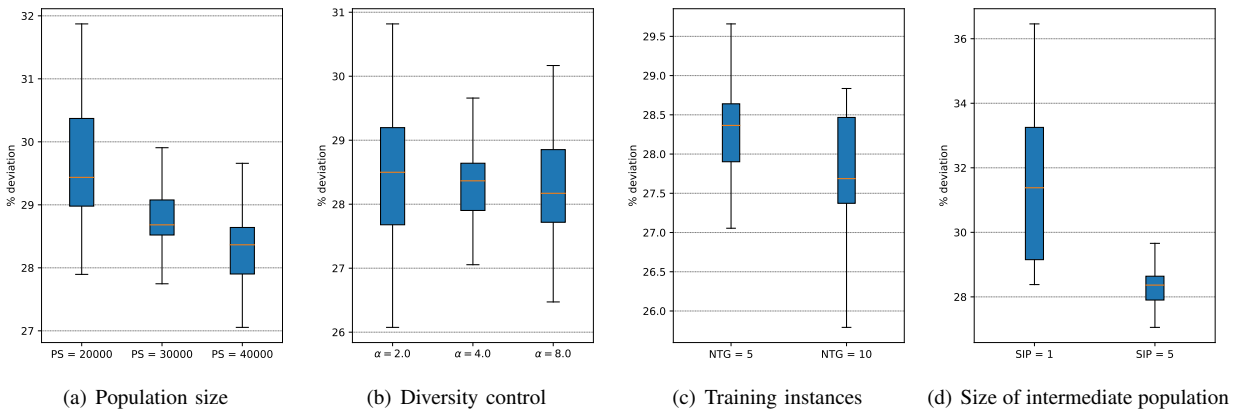 32
31
30
29
28
27
% deviation
PS = 20000 PS = 30000 PS = 40000
(a) Population size
31
30
29
28
27
26
% deviation
α = 2.0 α = 4.0 α = 8.0
(b) Diversity control
29.5
29.0
28.5
28.0
27.5
27.0
26.5
26.0
% deviation
NTG = 5 NTG = 10
(c) Training instances
36
34
32
30
28
% deviation
SIP = 1 SIP = 5
(d) Size of intermediate population